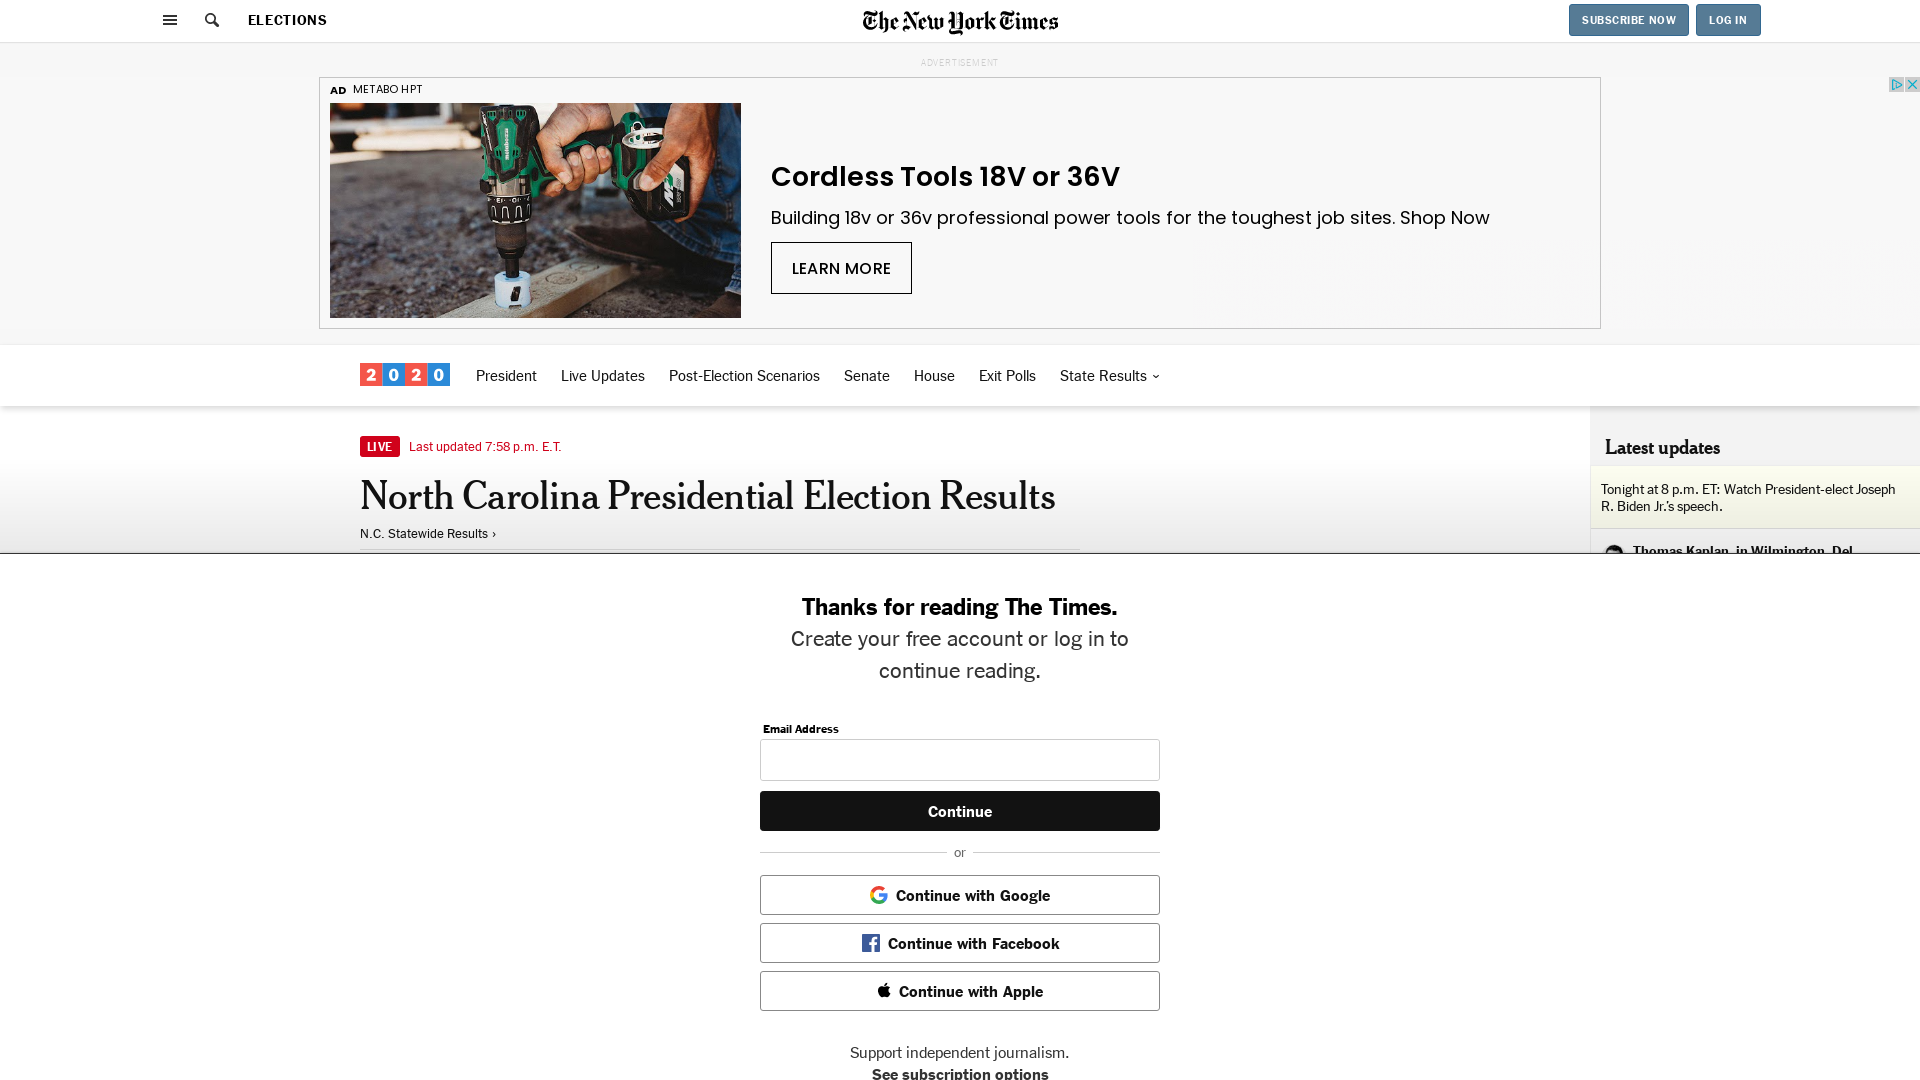 ELECTIONS
The New York Times
SUBSCRIBE NOW
LOG IN
ADVERTISEMENT
AD METABO HPT
Cordless Tools 18V or 36V
Building 18v or 36v professional power tools for the toughest job sites. Shop Now
LEARN MORE
2020
President
Live Updates
Post-Election Scenarios
Senate
House
Exit Polls
State Results
LIVE Last updated 7:58 p.m. E.T.
North Carolina Presidential Election Results
N.C. Statewide Results ›
Latest updates
Tonight at 8 p.m. ET: Watch President-elect Joseph
R. Biden Jr.’s speech.
Thomas Kaplan, in Wilmington, Del.
Thanks for reading The Times.
Create your free account or log in to
continue reading.
Email Address
Continue
or
Continue with Google
Continue with Facebook
Continue with Apple
Support independent journalism.
See subscription options